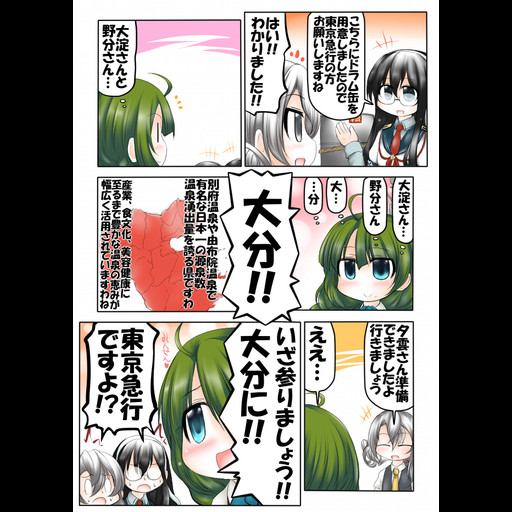 こちらにドラム缶を
用意しましたので
東京急行の方
お願いしますね
はい!!
わかりました!!
大淀さんと
野分さん…
大淀さん…
野分さん
大…
…分
大分!!
別府温泉や由布院温泉で
有名な日本一の源泉数
温泉湧出量を誇る県ですわ
産業、食文化、美容健康に
至るまで豊かな温泉の恵みが
幅広く活用されていますわね
夕雲さん準備
できましたよ
行きましょう
ええ…
いざ参りましょう!!
大分に!!
東京急行
ですよ!?